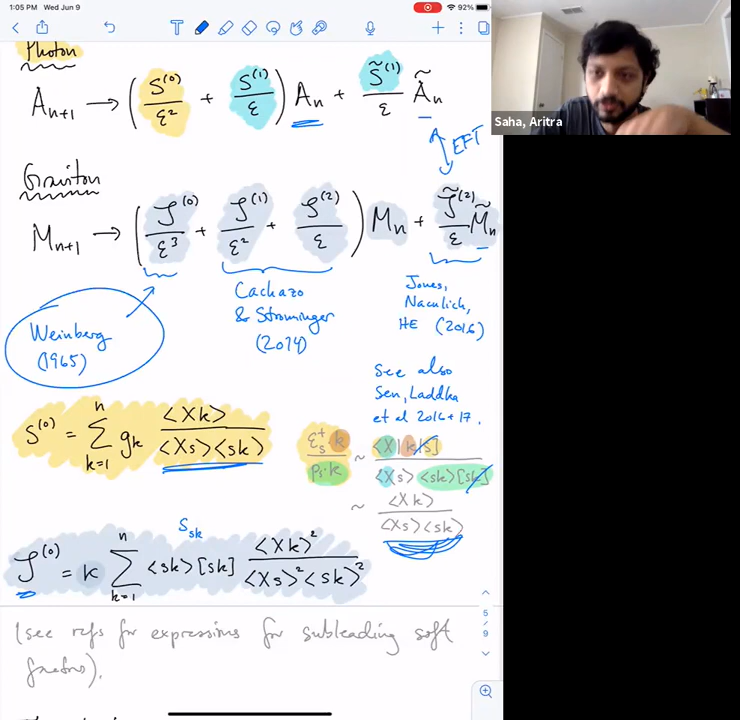 1:05 PM Wed Jun 9
92%
Saha, Aritra
Photon
A_{n+1} → ( S^{(0)}/ε² + S^{(1)}/ε ) A_n + S̃^{(1)}/ε Ã_n
EFT
Graviton
M_{n+1} → ( 𝒮^{(0)}/ε³ + 𝒮^{(1)}/ε² + 𝒮^{(2)}/ε ) M_n + 𝒮̃^{(2)}/ε M̃_n
Weinberg
(1965)
Cachazo
& Strominger
(2014)
Jones,
Naculich,
HE (2016)
See also
Sen, Laddha
et al 2016+17.
S^{(0)} = Σ_{k=1}^{n} g_k <Xk> / <Xs><sk>
ε_s^+ · k / p_s·k ~ <X|k|s] / <Xs><sk>[sk]
~ <Xk> / <Xs><sk>
S_{sk}
𝒮^{(0)} = κ Σ_{k=1}^{n} <sk>[sk] <Xk>² / <Xs>²<sk>²
(see refs for expressions for subleading soft
factors).
5
9